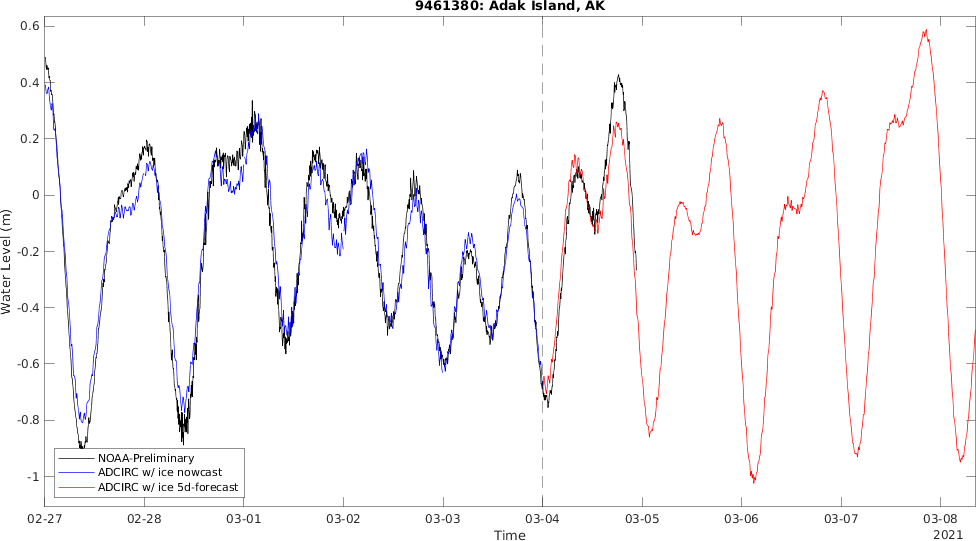 9461380: Adak Island, AK
0.6
0.4
0.2
0
-0.2
-0.4
-0.6
-0.8
-1
Water Level (m)
NOAA-Preliminary
ADCIRC w/ ice nowcast
ADCIRC w/ ice 5d-forecast
02-27 02-28 03-01 03-02 03-03 03-04 03-05 03-06 03-07 03-08
Time
2021